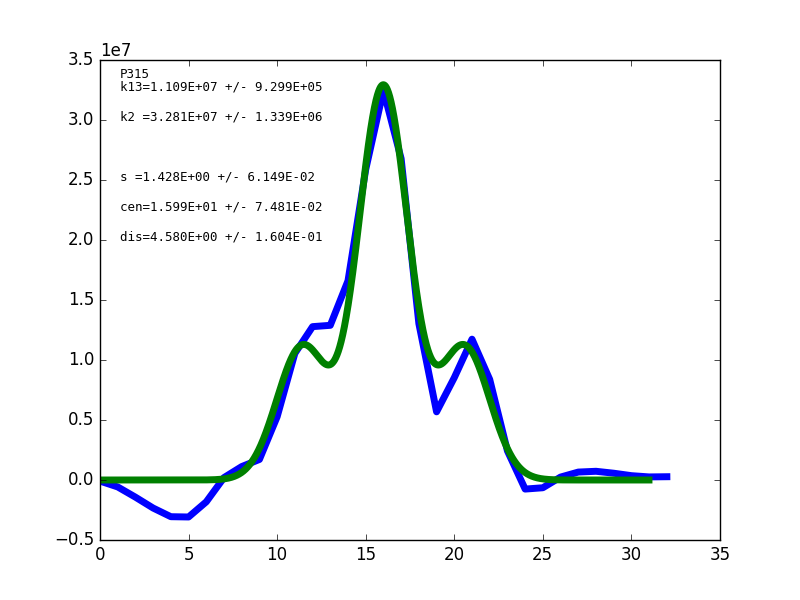 1e7
P315
k13=1.109E+07 +/- 9.299E+05
k2 =3.281E+07 +/- 1.339E+06
s =1.428E+00 +/- 6.149E-02
cen=1.599E+01 +/- 7.481E-02
dis=4.580E+00 +/- 1.604E-01
3.5
3.0
2.5
2.0
1.5
1.0
0.5
0.0
−0.5
0 5 10 15 20 25 30 35